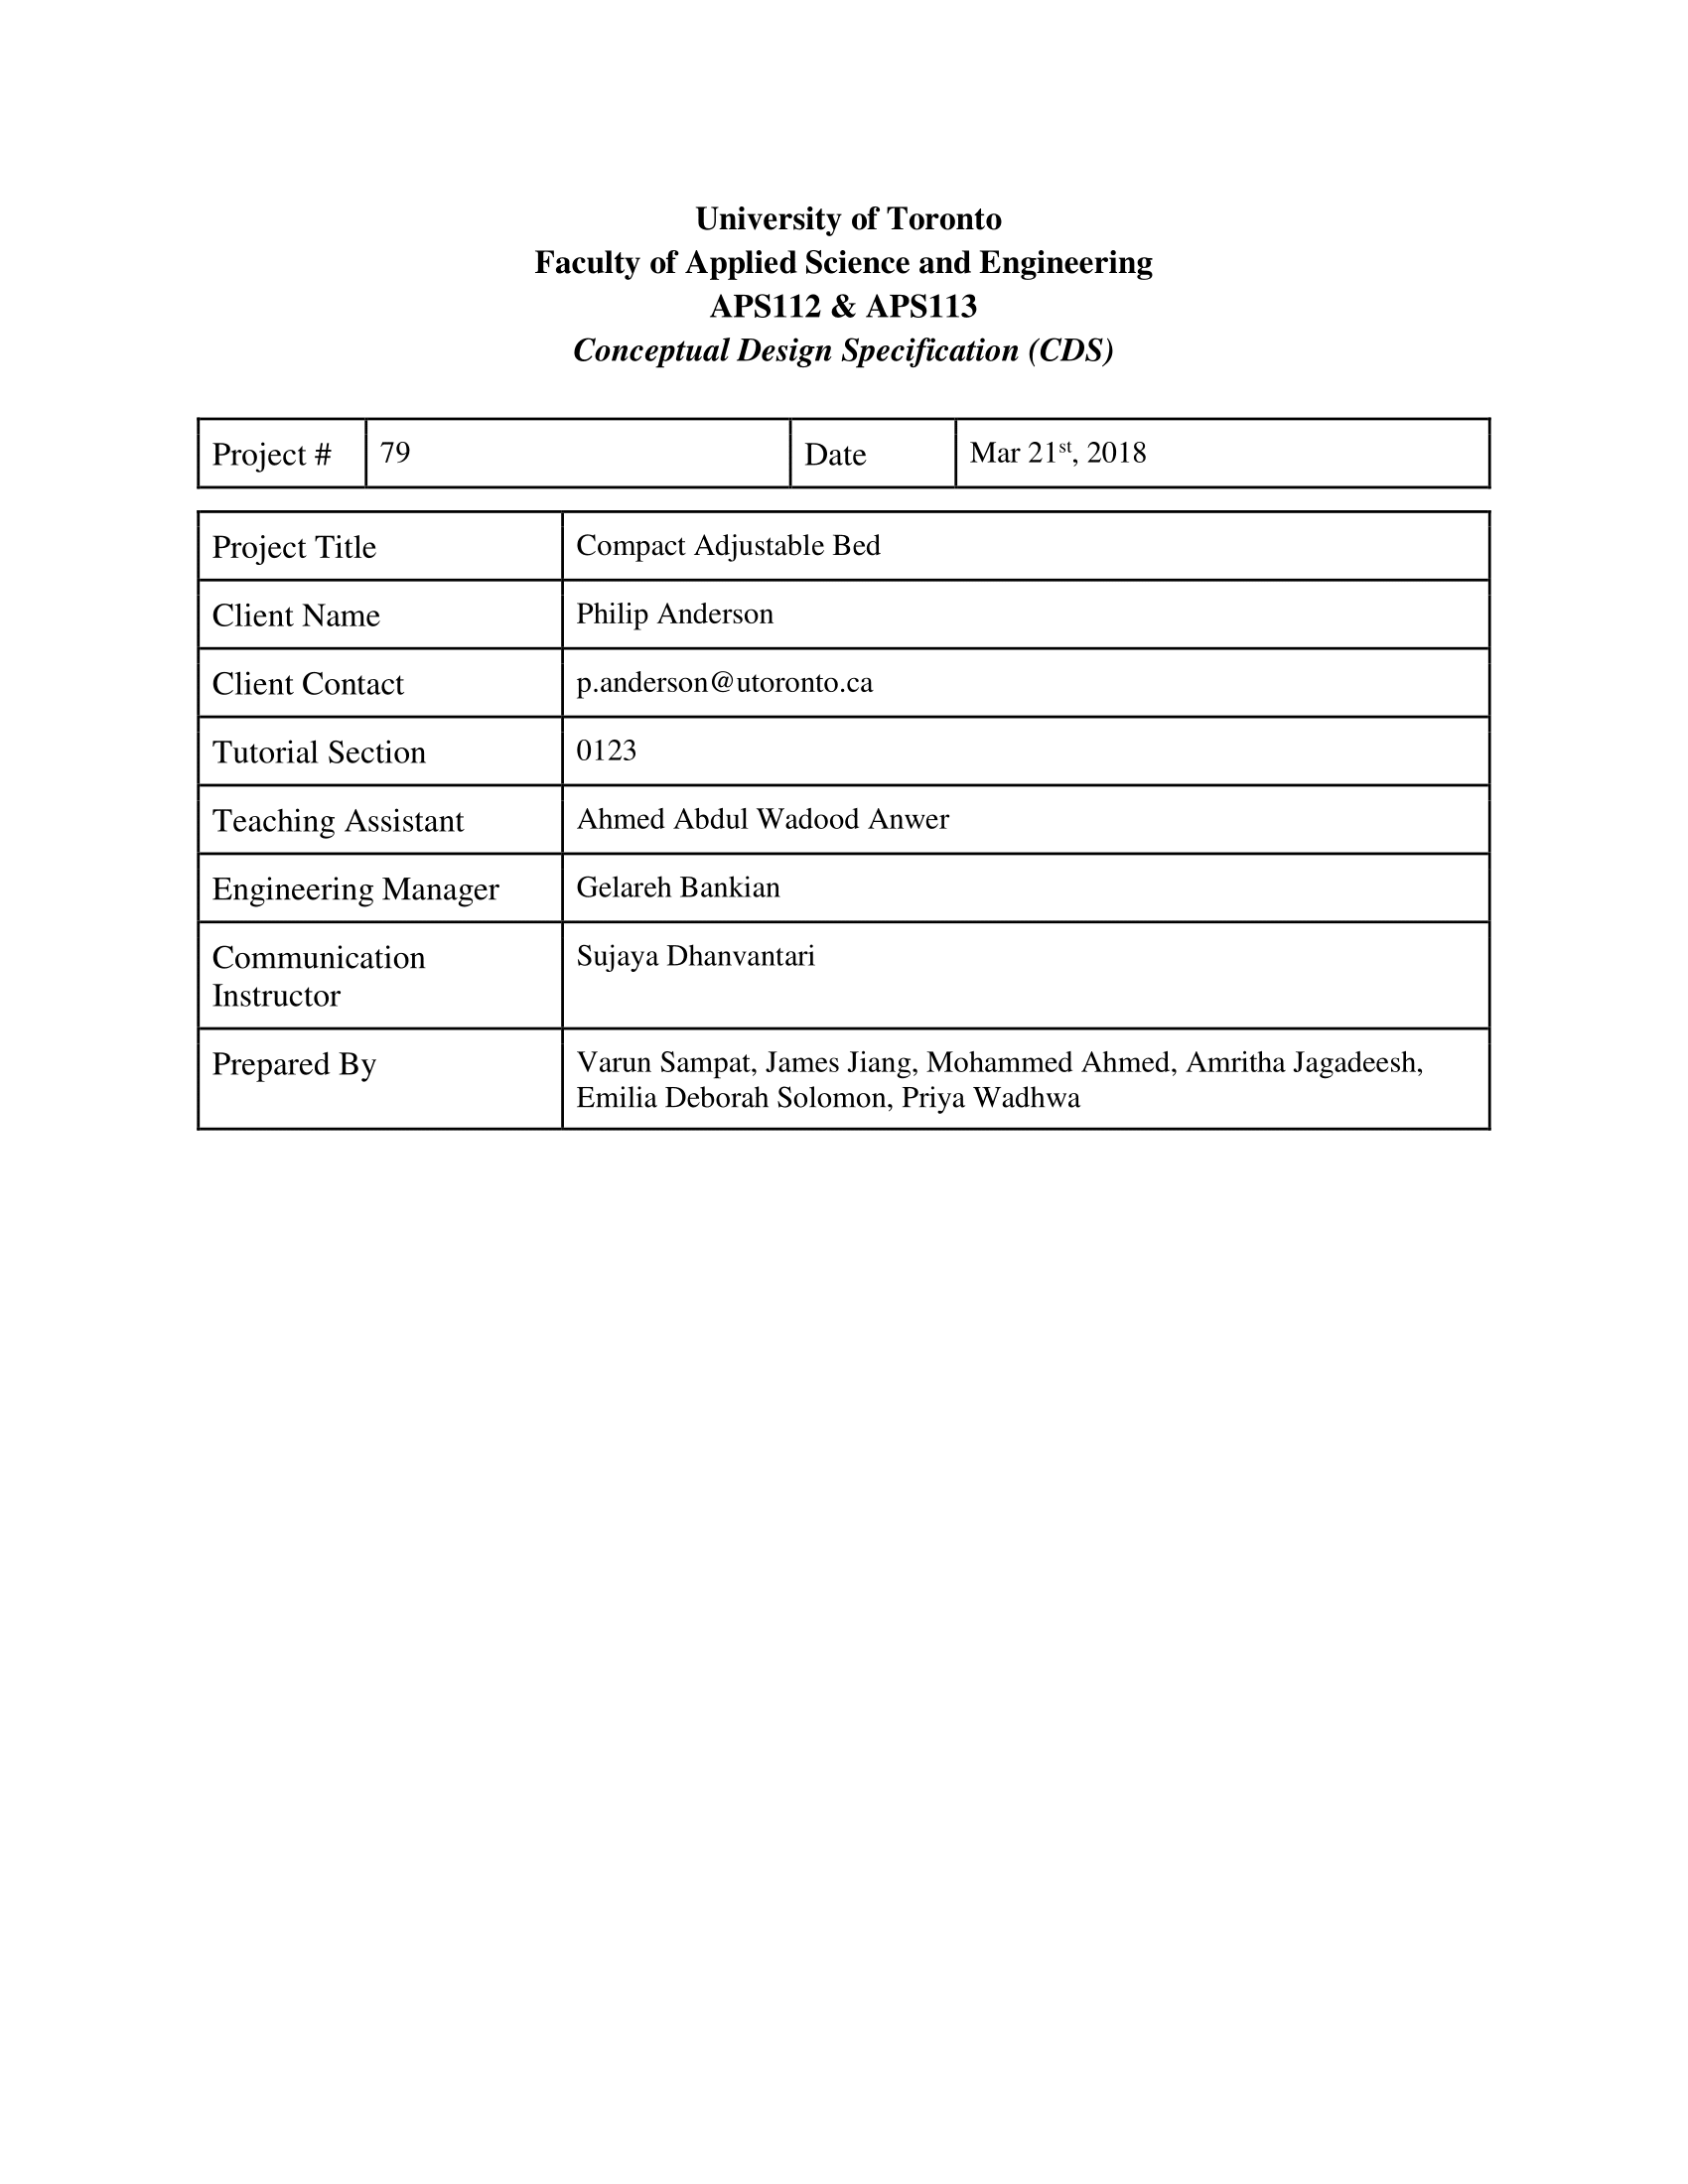 University of Toronto
Faculty of Applied Science and Engineering
APS112 & APS113
Conceptual Design Specification (CDS)
Project # 79 Date Mar 21st, 2018
Project Title Compact Adjustable Bed
Client Name Philip Anderson
Client Contact p.anderson@utoronto.ca
Tutorial Section 0123
Teaching Assistant Ahmed Abdul Wadood Anwer
Engineering Manager Gelareh Bankian
Communication Sujaya Dhanvantari
Instructor
Prepared By Varun Sampat, James Jiang, Mohammed Ahmed, Amritha Jagadeesh,
Emilia Deborah Solomon, Priya Wadhwa